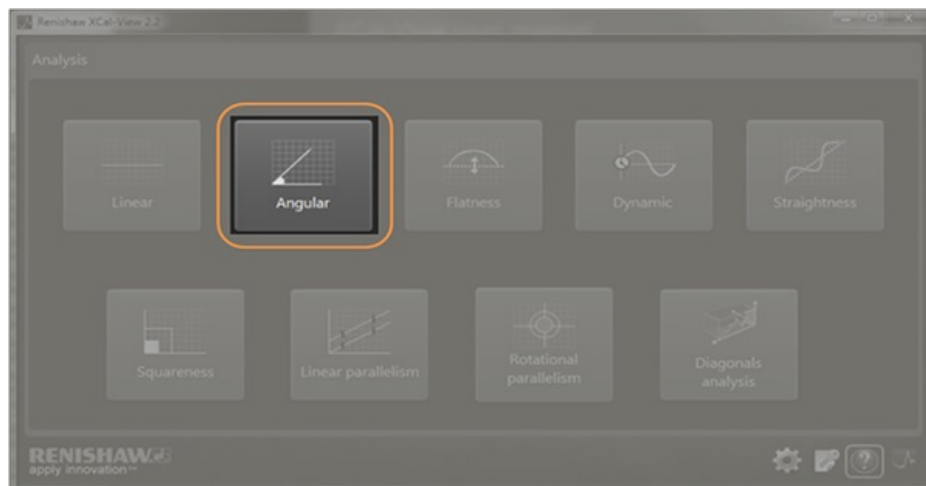 Renishaw XCal-View 2.2
Analysis
Linear
Angular
Flatness
Dynamic
Straightness
Squareness
Linear parallelism
Rotational
parallelism
Diagonals
analysis
RENISHAW
apply innovation™